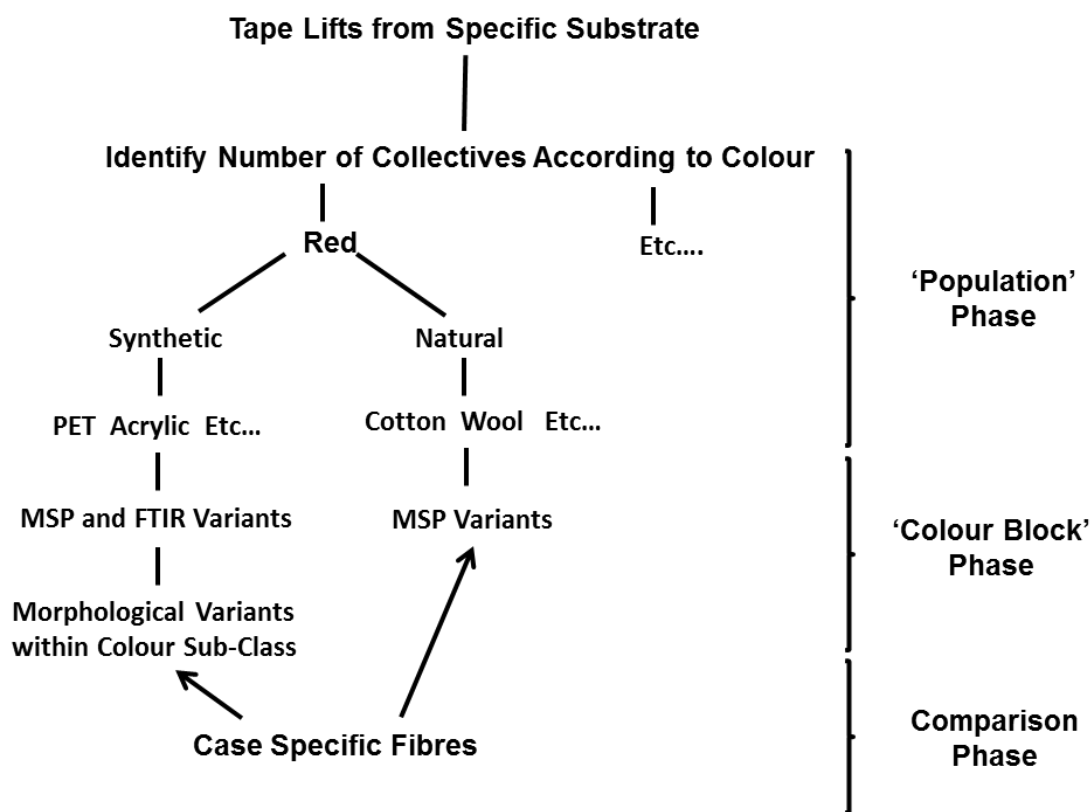 Tape Lifts from Specific Substrate
Identify Number of Collectives According to Colour
Red
Etc....
Synthetic
Natural
PET Acrylic Etc...
Cotton Wool Etc...
MSP and FTIR Variants
MSP Variants
Morphological Variants
within Colour Sub-Class
Case Specific Fibres
‘Population’
Phase
‘Colour Block’
Phase
Comparison
Phase